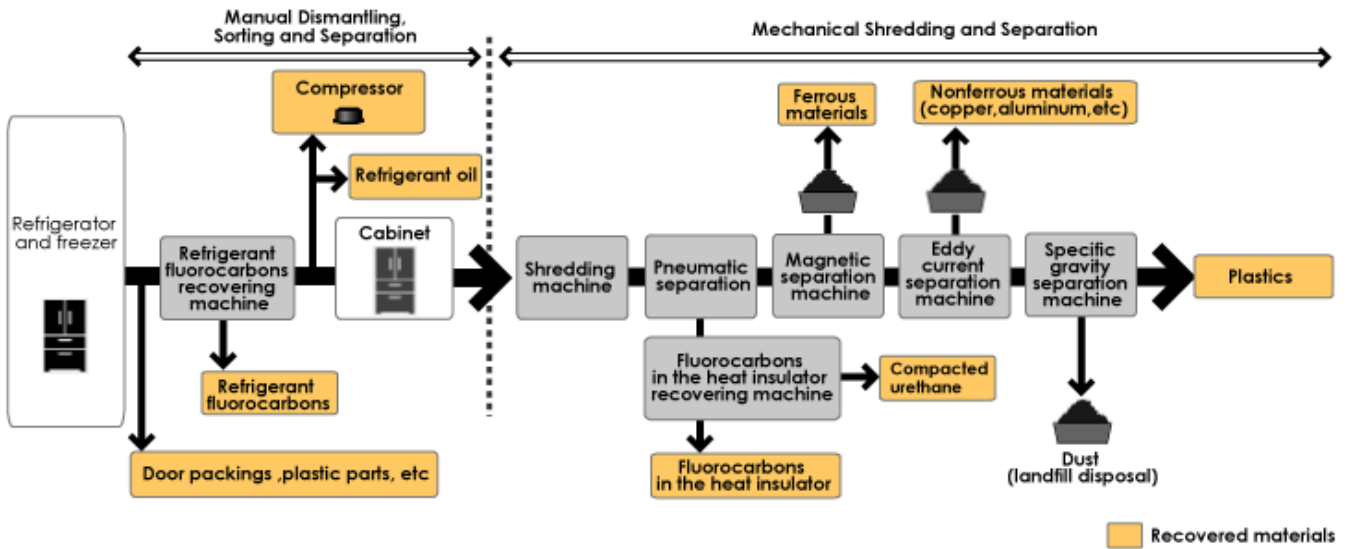 Manual Dismantling,
Sorting and Separation
Mechanical Shredding and Separation
Compressor
Ferrous
materials
Nonferrous materials
(copper,aluminum,etc)
Refrigerant oil
Refrigerator
and freezer
Cabinet
Refrigerant
fluorocarbons
recovering
machine
Shredding
machine
Pneumatic
separation
Magnetic
separation
machine
Eddy
current
separation
machine
Specific
gravity
separation
machine
Plastics
Refrigerant
fluorocarbons
Fluorocarbons
in the heat insulator
recovering machine
Compacted
urethane
Door packings ,plastic parts, etc
Fluorocarbons
in the heat insulator
Dust
(landfill disposal)
Recovered materials